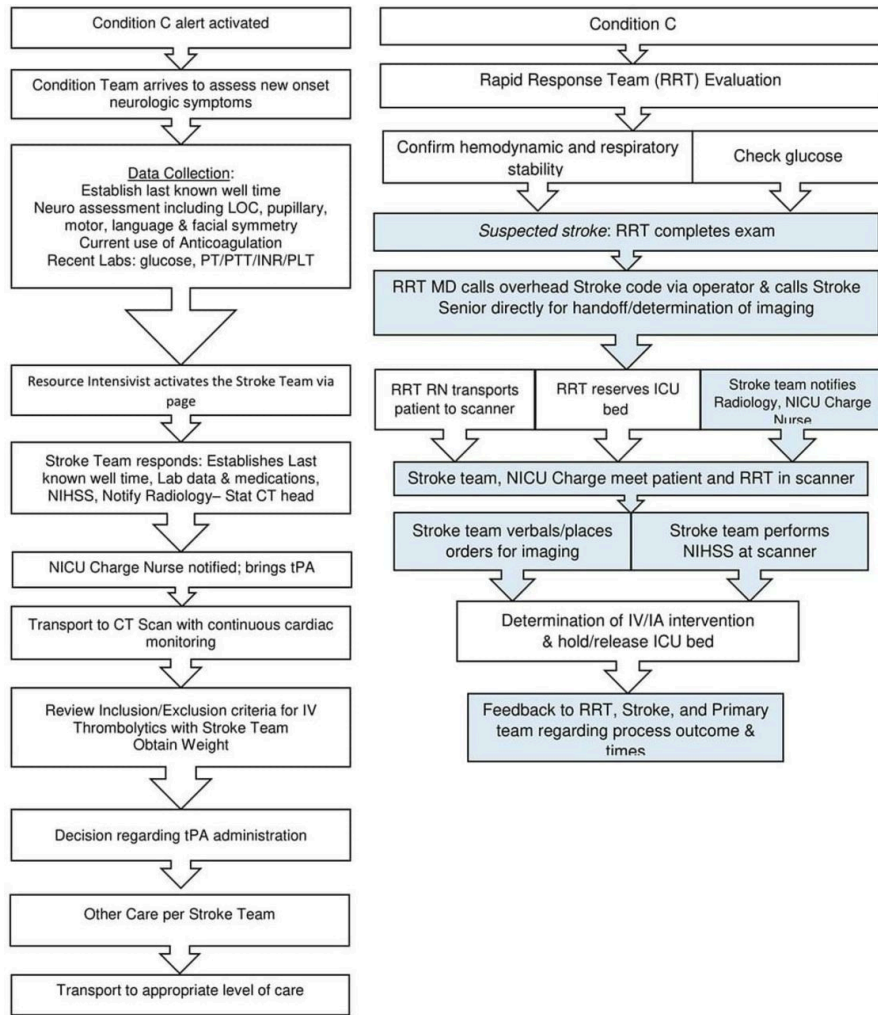 Condition C alert activated
Condition Team arrives to assess new onset
neurologic symptoms
Data Collection:
Establish last known well time
Neuro assessment including LOC, pupillary,
motor, language & facial symmetry
Current use of Anticoagulation
Recent Labs: glucose, PT/PTT/INR/PLT
Resource Intensivist activates the Stroke Team via
page
Stroke Team responds: Establishes Last
known well time, Lab data & medications,
NIHSS, Notify Radiology– Stat CT head
NICU Charge Nurse notified; brings tPA
Transport to CT Scan with continuous cardiac
monitoring
Review Inclusion/Exclusion criteria for IV
Thrombolytics with Stroke Team
Obtain Weight
Decision regarding tPA administration
Other Care per Stroke Team
Transport to appropriate level of care
Condition C
Rapid Response Team (RRT) Evaluation
Confirm hemodynamic and respiratory
stability
Check glucose
Suspected stroke: RRT completes exam
RRT MD calls overhead Stroke code via operator & calls Stroke
Senior directly for handoff/determination of imaging
RRT RN transports
patient to scanner
RRT reserves ICU
bed
Stroke team notifies
Radiology, NICU Charge
Nurse
Stroke team, NICU Charge meet patient and RRT in scanner
Stroke team verbals/places
orders for imaging
Stroke team performs
NIHSS at scanner
Determination of IV/IA intervention
& hold/release ICU bed
Feedback to RRT, Stroke, and Primary
team regarding process outcome &
times